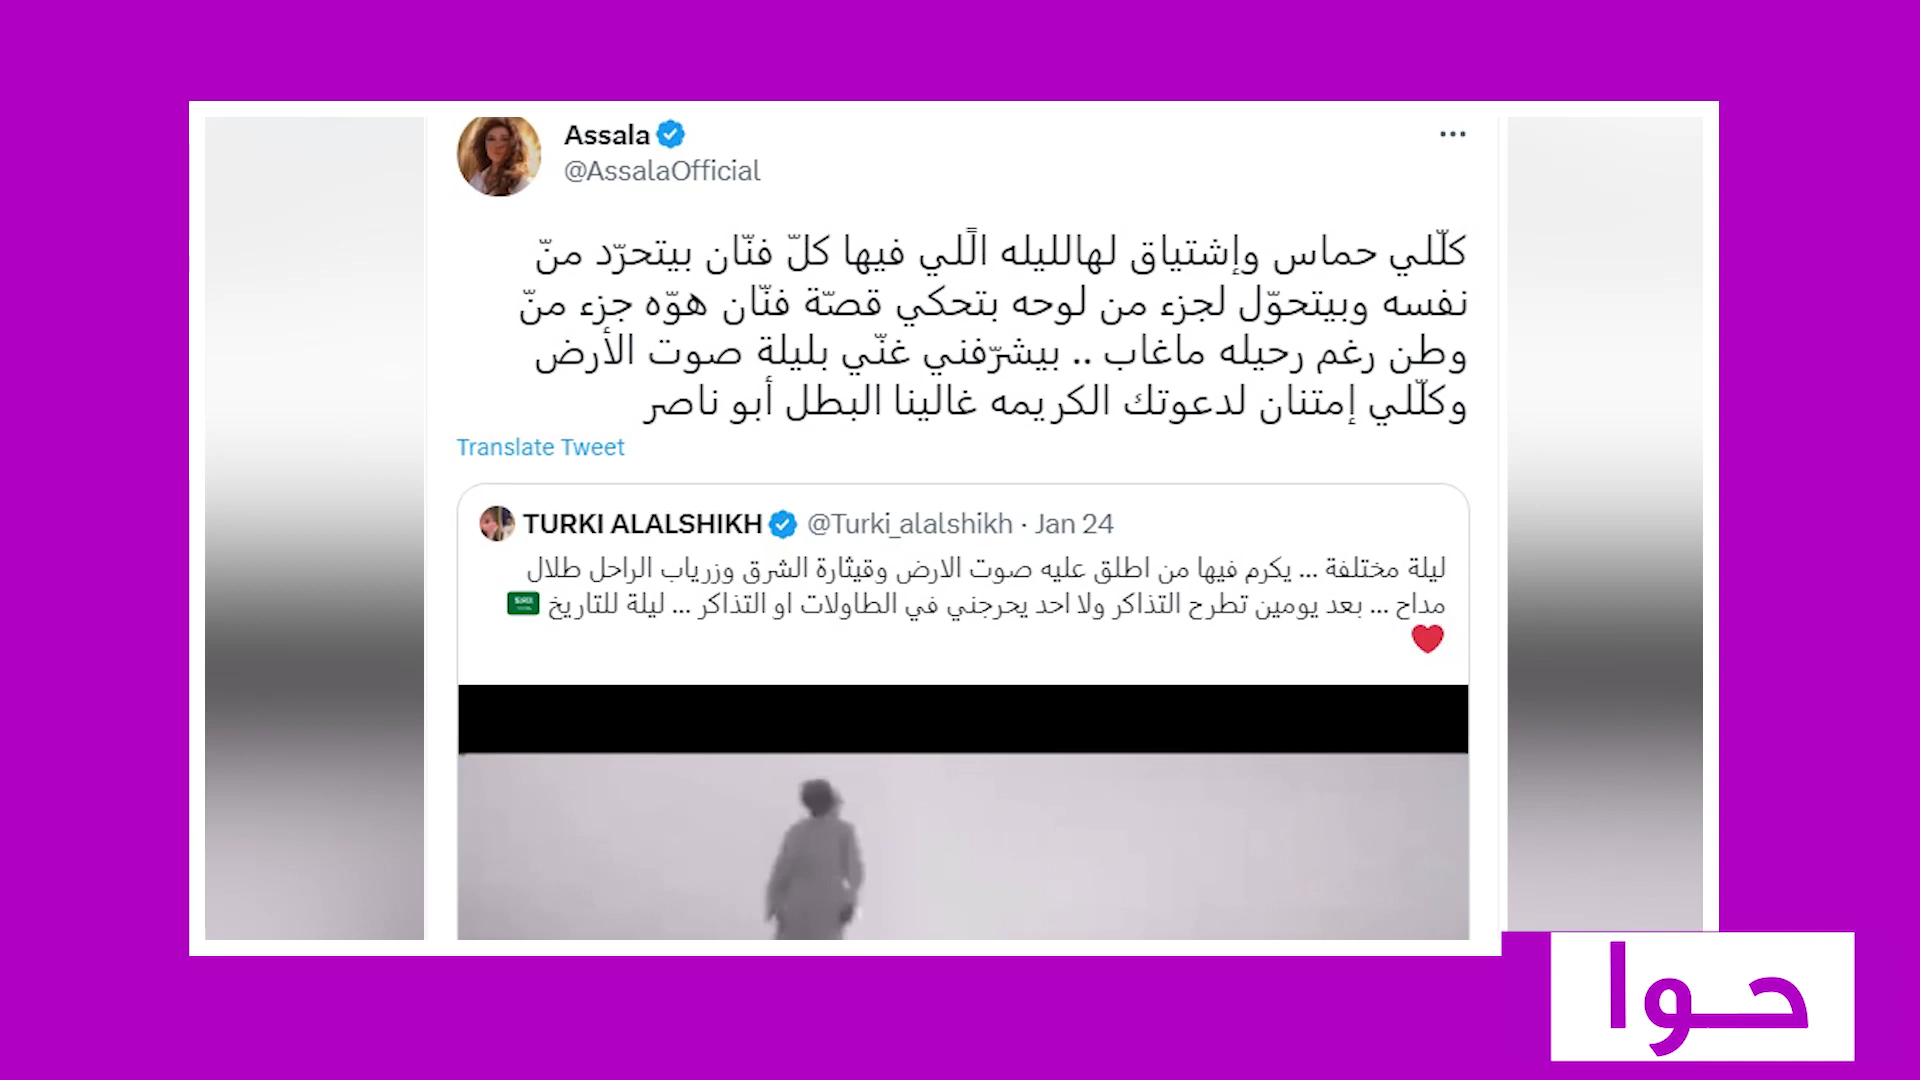 Assala
@AssalaOfficial
كلّلي حماس وإشتياق لهالليله الًلي فيها كلّ فنّان بيتحرّد منّ
نفسه وبيتحوّل لجزء من لوحه بتحكي قصّة فنّان هوّه جزء منّ
وطن رغم رحيله ماغاب .. بيشرّفني غنّي بليلة صوت الأرض
وكلّلي إمتنان لدعوتك الكريمه غالينا البطل أبو ناصر
Translate Tweet
TURKI ALALSHIKH @Turki_alalshikh · Jan 24
ليلة مختلفة ... يكرم فيها من اطلق عليه صوت الارض وقيثارة الشرق وزرياب الراحل طلال
مداح ... بعد يومين تطرح التذاكر ولا احد يحرجني في الطاولات او التذاكر ... ليلة للتاريخ 🇸🇦
❤️
حـوا